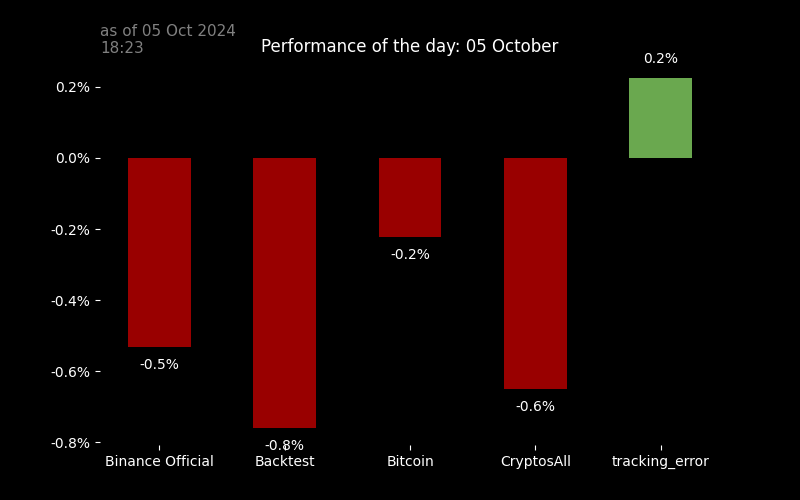 as of 05 Oct 2024
18:23
Performance of the day: 05 October
0.2%
0.2%
0.0%
-0.2%
-0.2%
-0.4%
-0.5%
-0.6%
-0.6%
-0.8%
-0.8%
Binance Official
Backtest
Bitcoin
CryptosAll
tracking_error